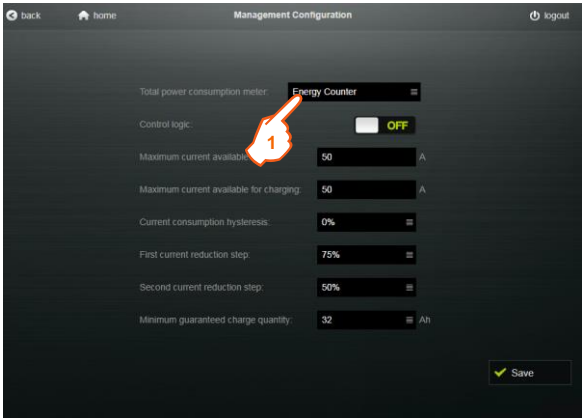 back home Management Configuration logout
Total power consumption meter: Energy Counter
Control logic: OFF
1
Maximum current available 50 A
Maximum current available for charging: 50 A
Current consumption hysteresis: 0%
First current reduction step: 75%
Second current reduction step: 50%
Minimum guaranteed charge quantity: 32 Ah
Save